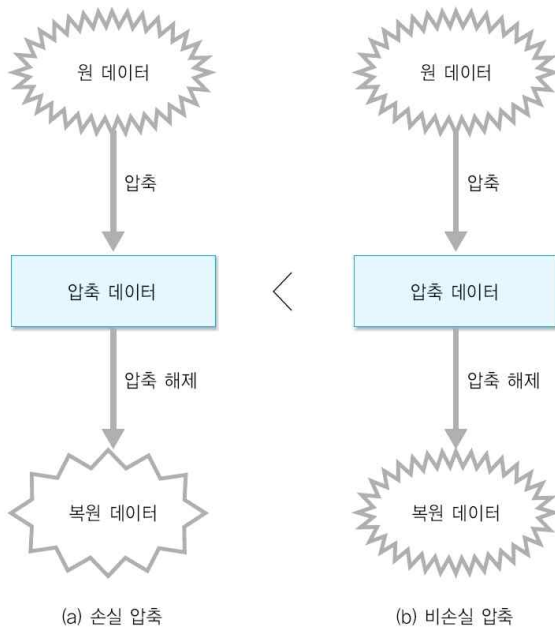 원 데이터
원 데이터
압축
압축
압축 데이터
<
압축 데이터
압축 해제
압축 해제
복원 데이터
복원 데이터
(a) 손실 압축
(b) 비손실 압축